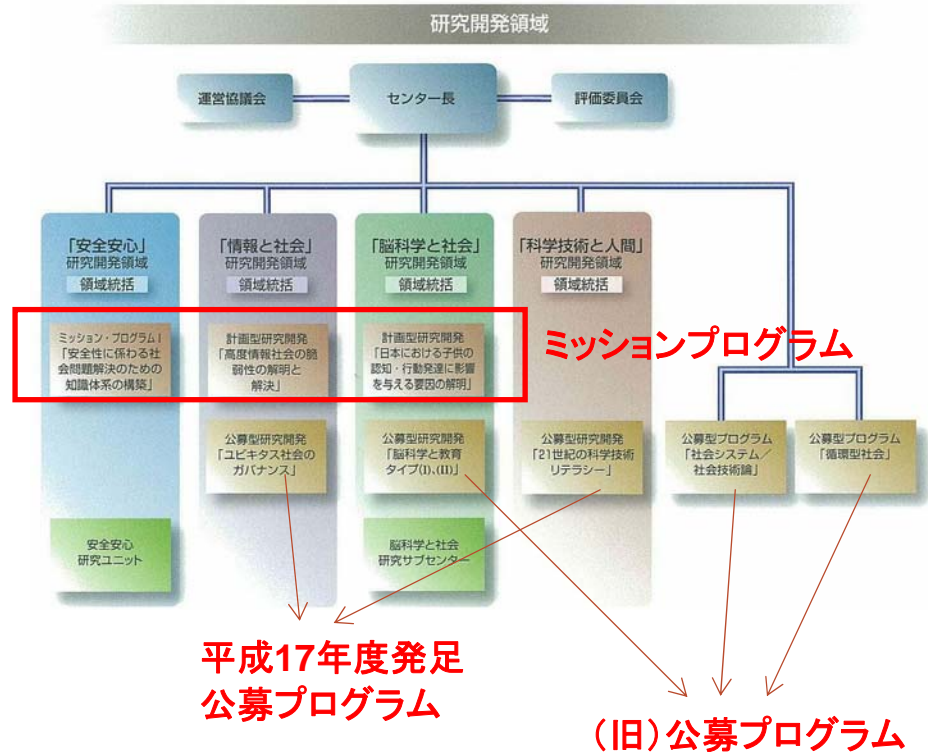 研究開発領域
運営協議会
センター長
評価委員会
「安全安心」
研究開発領域
領域統括
「情報と社会」
研究開発領域
領域統括
「脳科学と社会」
研究開発領域
領域統括
「科学技術と人間」
研究開発領域
領域統括
ミッション・プログラムⅠ
「安全性に係わる社
会問題解決のための
知識体系の構築」
計画型研究開発
「高度情報社会の脆
弱性の解明と
解決」
計画型研究開発
「日本における子供の
認知・行動発達に影響
を与える要因の解明」
ミッションプログラム
公募型研究開発
「ユビキタス社会の
ガバナンス」
公募型研究開発
「脳科学と教育
タイプ(I)、(II)」
公募型研究開発
「21世紀の科学技術
リテラシー」
公募型プログラム
「社会システム／
社会技術論」
公募型プログラム
「循環型社会」
安全安心
研究ユニット
脳科学と社会
研究サブセンター
平成17年度発足
公募プログラム
（旧）公募プログラム